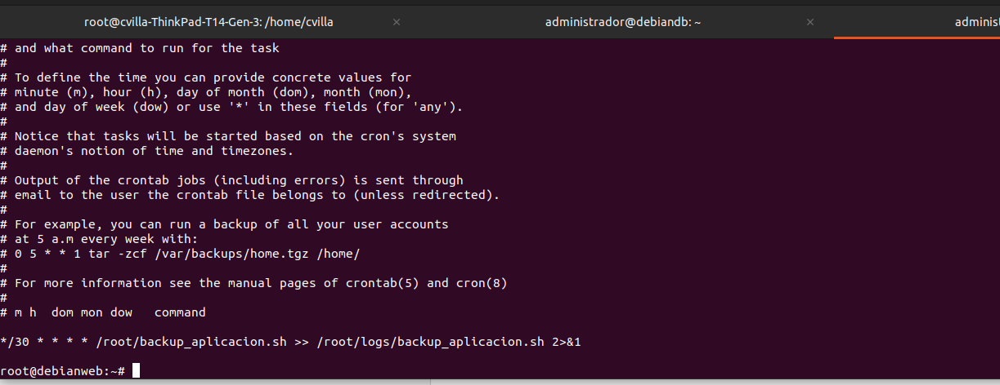 root@cvilla-ThinkPad-T14-Gen-3: /home/cvilla × administrador@debiandb: ~ × adminis
# and what command to run for the task
#
# To define the time you can provide concrete values for
# minute (m), hour (h), day of month (dom), month (mon),
# and day of week (dow) or use '*' in these fields (for 'any').
#
# Notice that tasks will be started based on the cron's system
# daemon's notion of time and timezones.
#
# Output of the crontab jobs (including errors) is sent through
# email to the user the crontab file belongs to (unless redirected).
#
# For example, you can run a backup of all your user accounts
# at 5 a.m every week with:
# 0 5 * * 1 tar -zcf /var/backups/home.tgz /home/
#
# For more information see the manual pages of crontab(5) and cron(8)
#
# m h  dom mon dow   command
*/30 * * * * /root/backup_aplicacion.sh >> /root/logs/backup_aplicacion.sh 2>&1
root@debianweb:~#